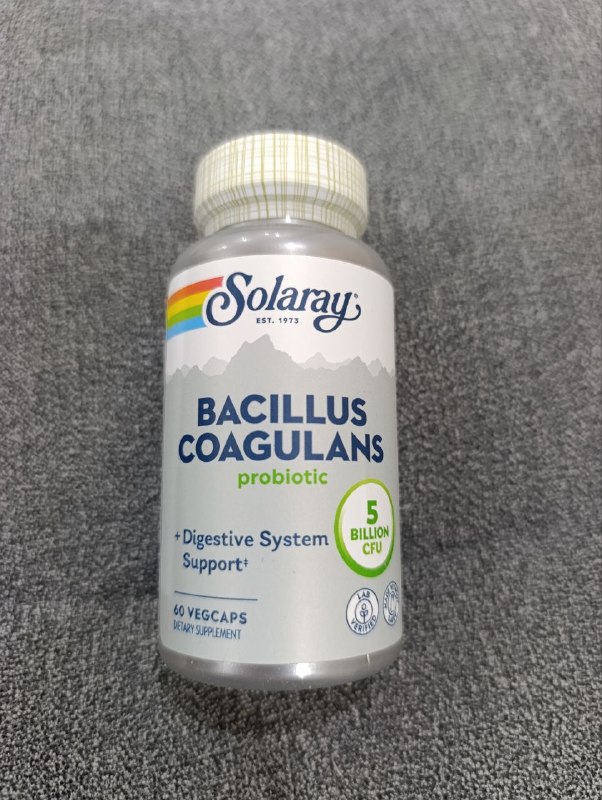 Solaray
EST. 1973
BACILLUS
COAGULANS
probiotic
5
BILLION
CFU
+ Digestive System
Support‡
60 VEGCAPS
DIETARY SUPPLEMENT
LAB
VERIFIED